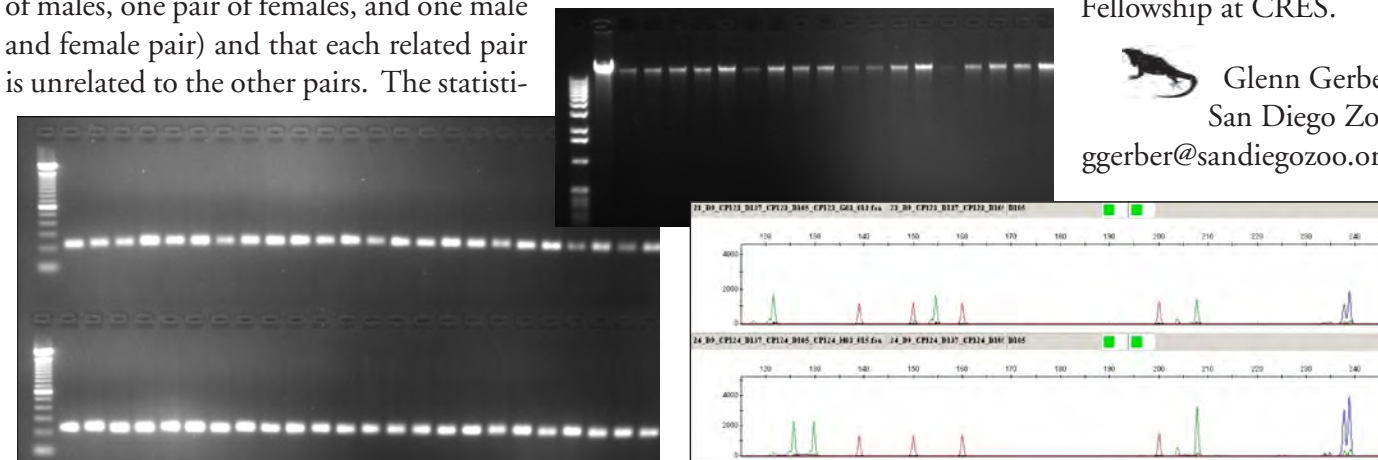 of males, one pair of females, and one male
and female pair) and that each related pair
is unrelated to the other pairs. The statisti-
Fellowship at CRES.
Glenn Gerbe
San Diego Zo
ggerber@sandiegozoo.or
120 130 140 150 160 170 180 190 200 210 220 230 240
4000
2000
0
120 130 140 150 160 170 180 190 200 210 220 230 240
4000
2000
0